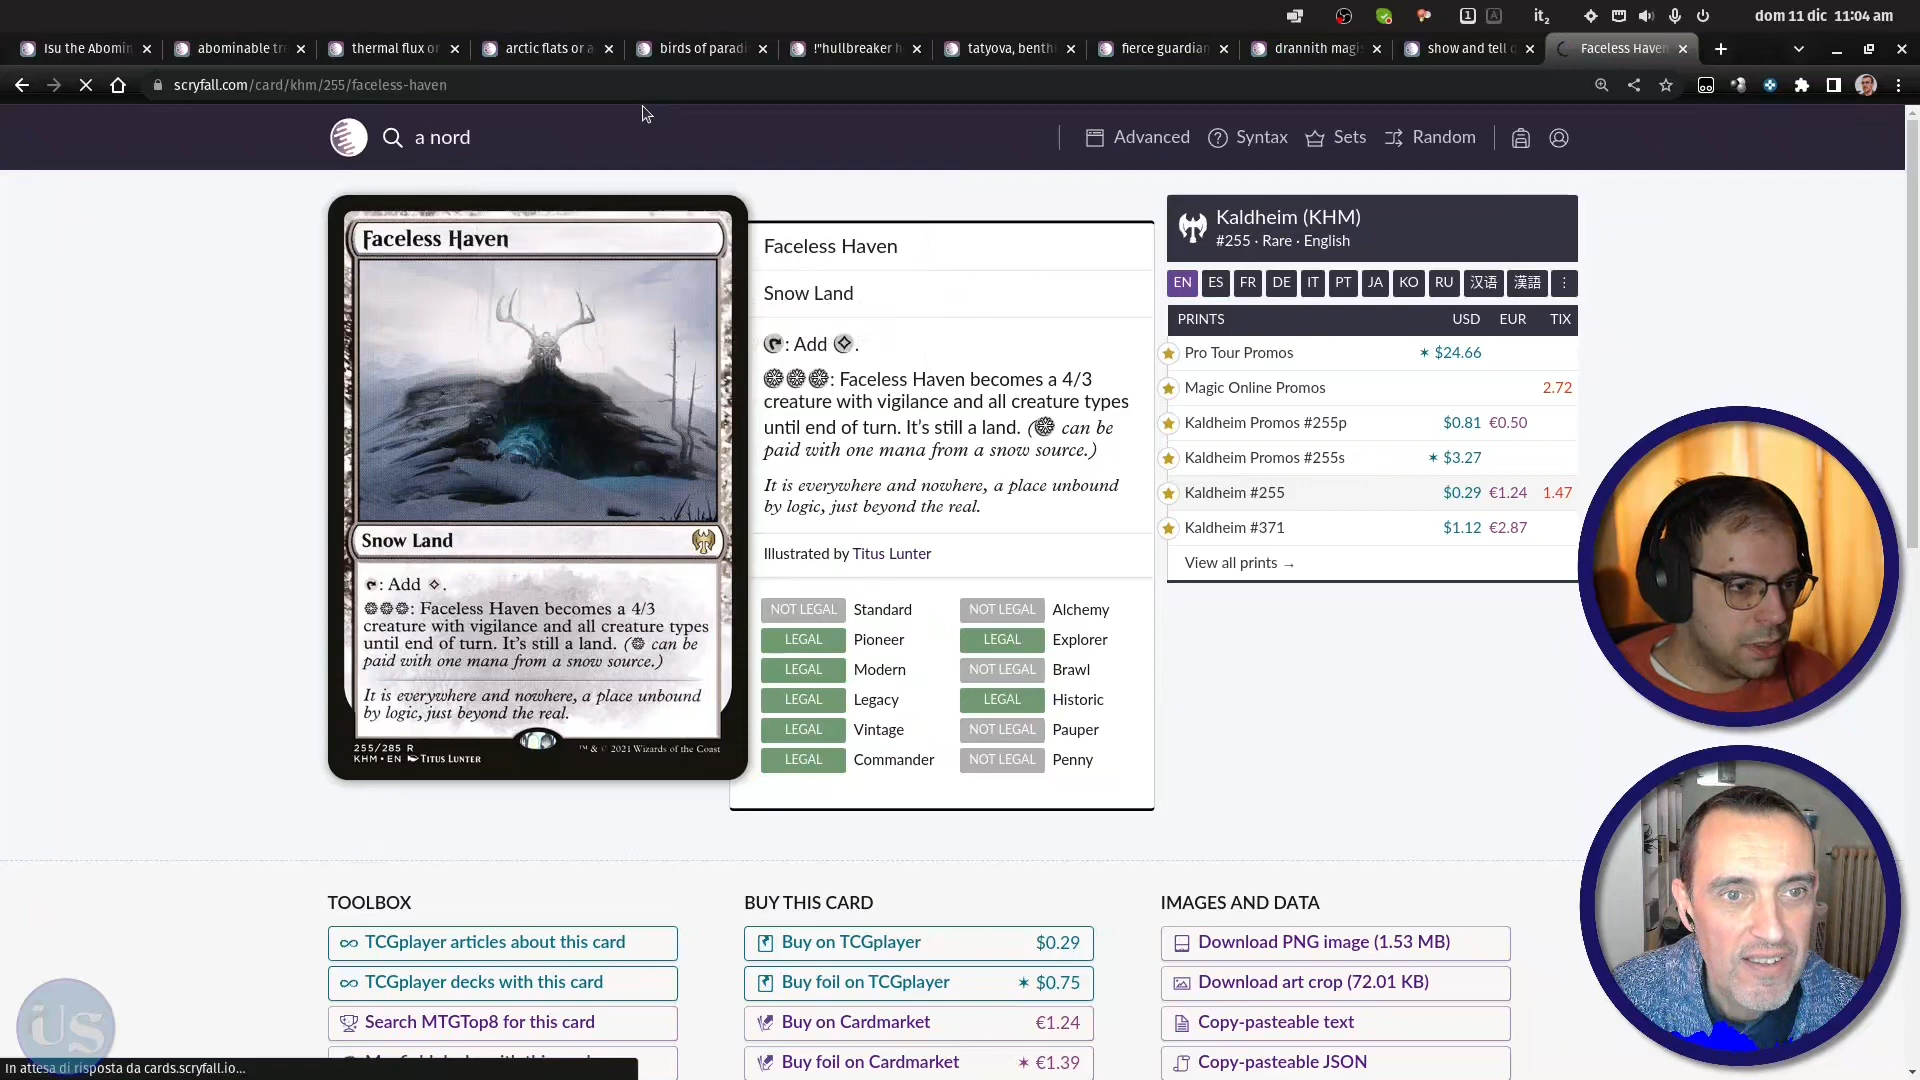 dom 11 dic 11:04 am
1 A it₂
Isu the Abomin
abominable tre
thermal flux or
arctic flats or a
birds of paradi
!"hullbreaker h
tatyova, benthi
fierce guardian
drannith magis
show and tell o
Faceless Haven
scryfall.com/card/khm/255/faceless-haven
a nord
Advanced
Syntax
Sets
Random
Faceless Haven
Snow Land
: Add .
: Faceless Haven becomes a 4/3
creature with vigilance and all creature types
until end of turn. It's still a land. ( can be
paid with one mana from a snow source.)
It is everywhere and nowhere, a place unbound
by logic, just beyond the real.
255/285 R
KHM • EN Titus Lunter
™ & © 2021 Wizards of the Coast
Faceless Haven
Snow Land
: Add .
: Faceless Haven becomes a 4/3
creature with vigilance and all creature types
until end of turn. It's still a land. ( can be
paid with one mana from a snow source.)
It is everywhere and nowhere, a place unbound
by logic, just beyond the real.
Illustrated by Titus Lunter
NOT LEGAL Standard NOT LEGAL Alchemy
LEGAL Pioneer LEGAL Explorer
LEGAL Modern NOT LEGAL Brawl
LEGAL Legacy LEGAL Historic
LEGAL Vintage NOT LEGAL Pauper
LEGAL Commander NOT LEGAL Penny
Kaldheim (KHM)
#255 · Rare · English
EN ES FR DE IT PT JA KO RU 汉语 漢語 ⋮
PRINTS USD EUR TIX
Pro Tour Promos ✶ $24.66
Magic Online Promos 2.72
Kaldheim Promos #255p $0.81 €0.50
Kaldheim Promos #255s ✶ $3.27
Kaldheim #255 $0.29 €1.24 1.47
Kaldheim #371 $1.12 €2.87
View all prints →
TOOLBOX
TCGplayer articles about this card
TCGplayer decks with this card
Search MTGTop8 for this card
BUY THIS CARD
Buy on TCGplayer $0.29
Buy foil on TCGplayer ✶ $0.75
Buy on Cardmarket €1.24
Buy foil on Cardmarket ✶ €1.39
IMAGES AND DATA
Download PNG image (1.53 MB)
Download art crop (72.01 KB)
Copy-pasteable text
Copy-pasteable JSON
us
In attesa di risposta da cards.scryfall.io...